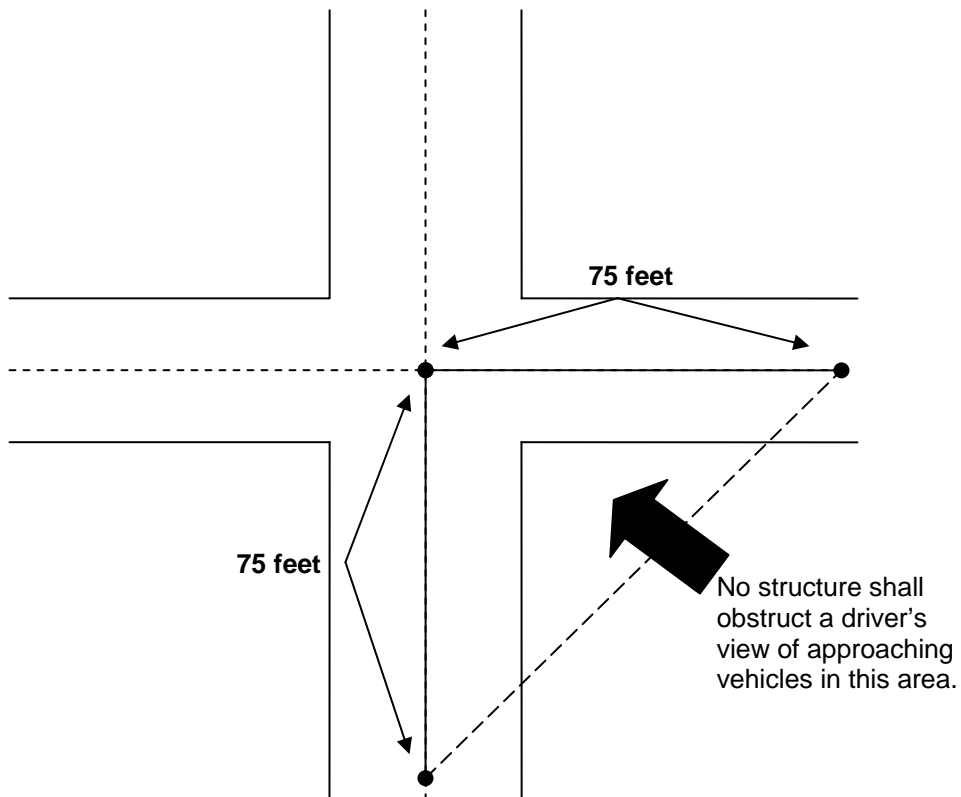 75 feet
75 feet
No structure shall
obstruct a driver’s
view of approaching
vehicles in this area.